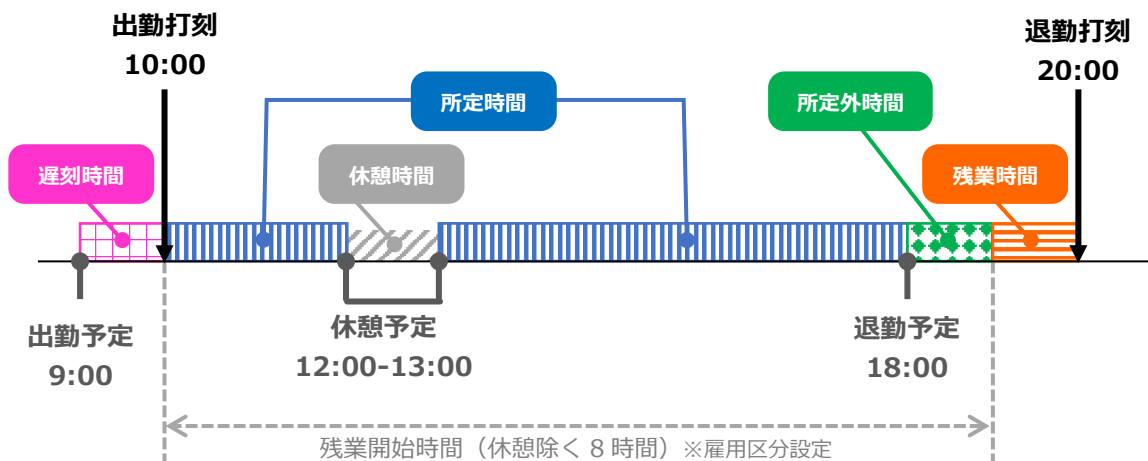 出勤打刻
10:00
退勤打刻
20:00
所定時間
所定外時間
遅刻時間
休憩時間
残業時間
出勤予定
9:00
休憩予定
12:00-13:00
退勤予定
18:00
残業開始時間（休憩除く 8 時間）※雇用区分設定